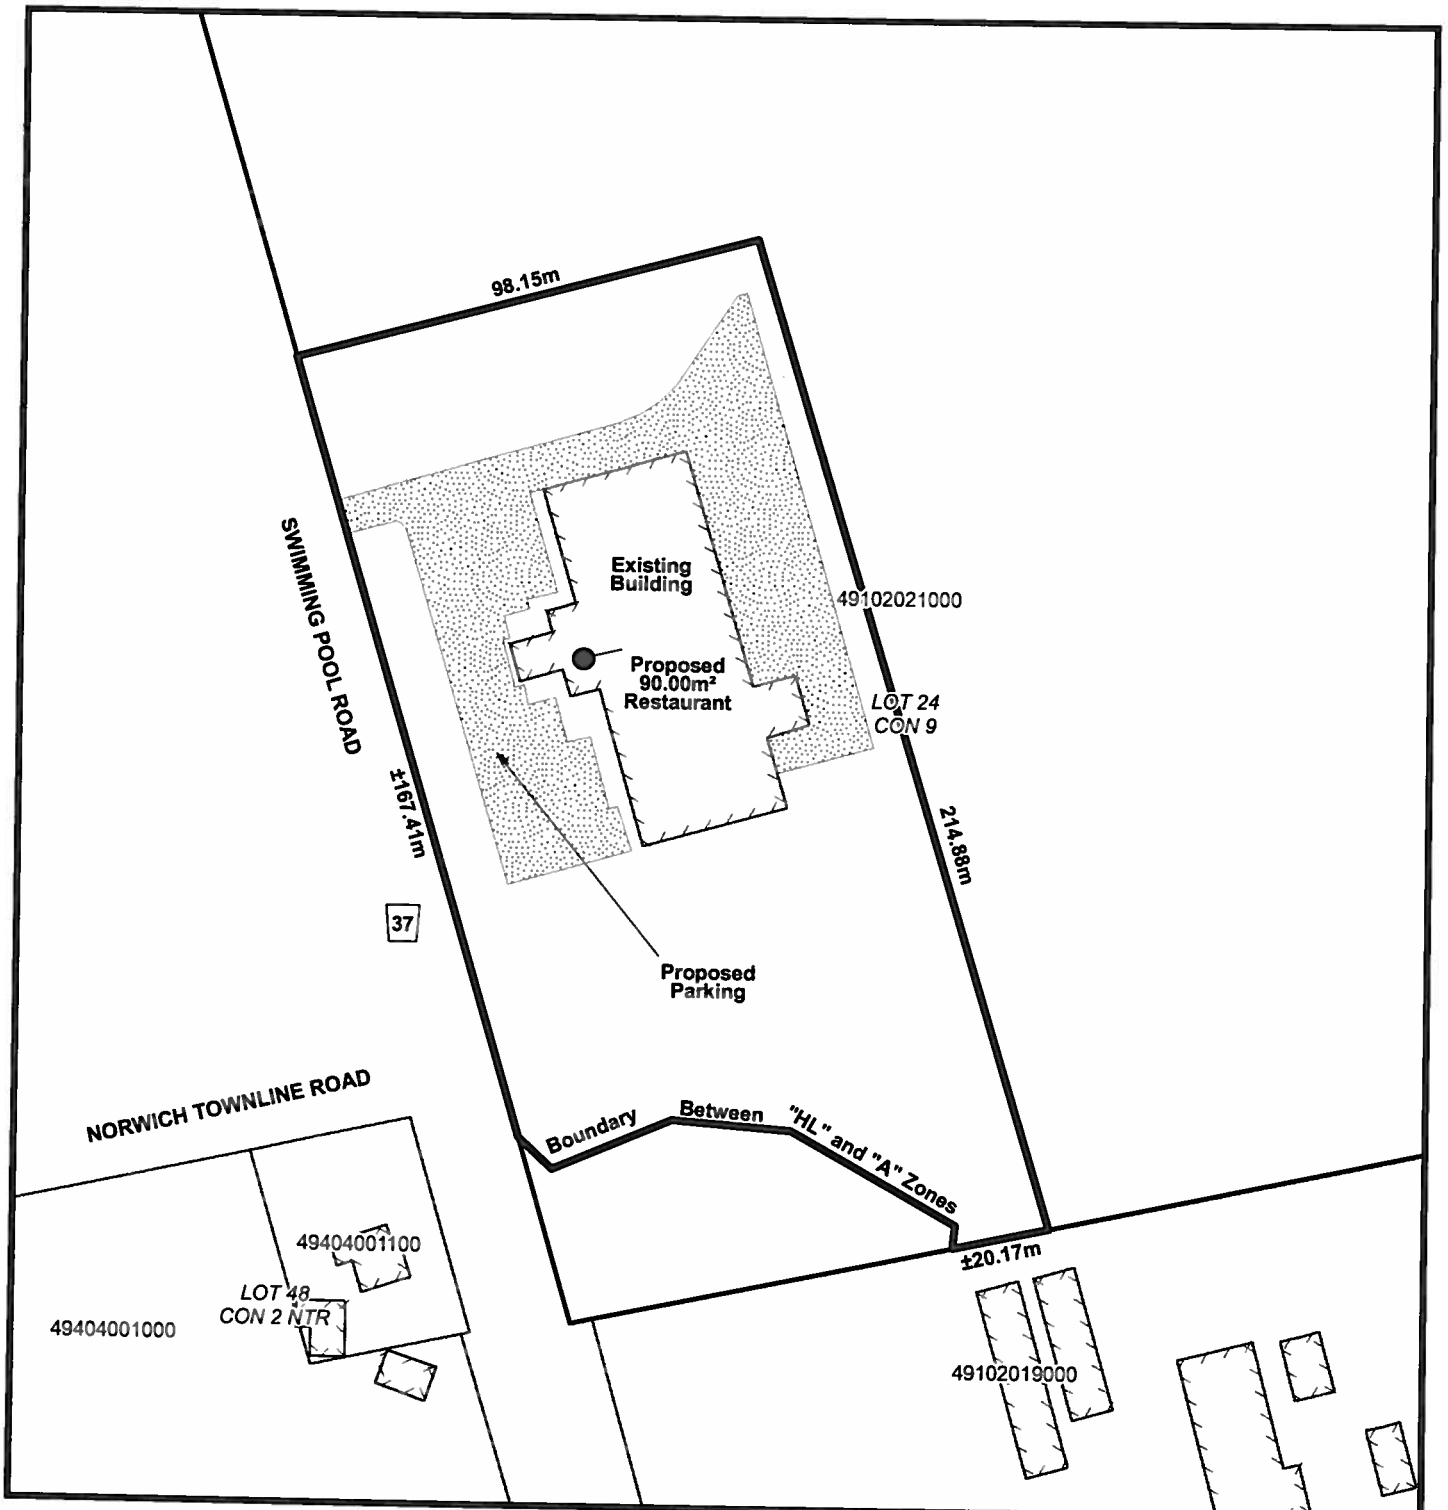 98.15m
SWIMMING POOL ROAD
Existing
Building
49102021000
Proposed
90.00m²
Restaurant
LOT 24
CON 9
±167.41m
214.88m
37
Proposed
Parking
NORWICH TOWNLINE ROAD
Boundary Between "HL" and "A" Zones
±20.17m
49404001100
LOT 48
CON 2 NTR
49404001000
49102019000